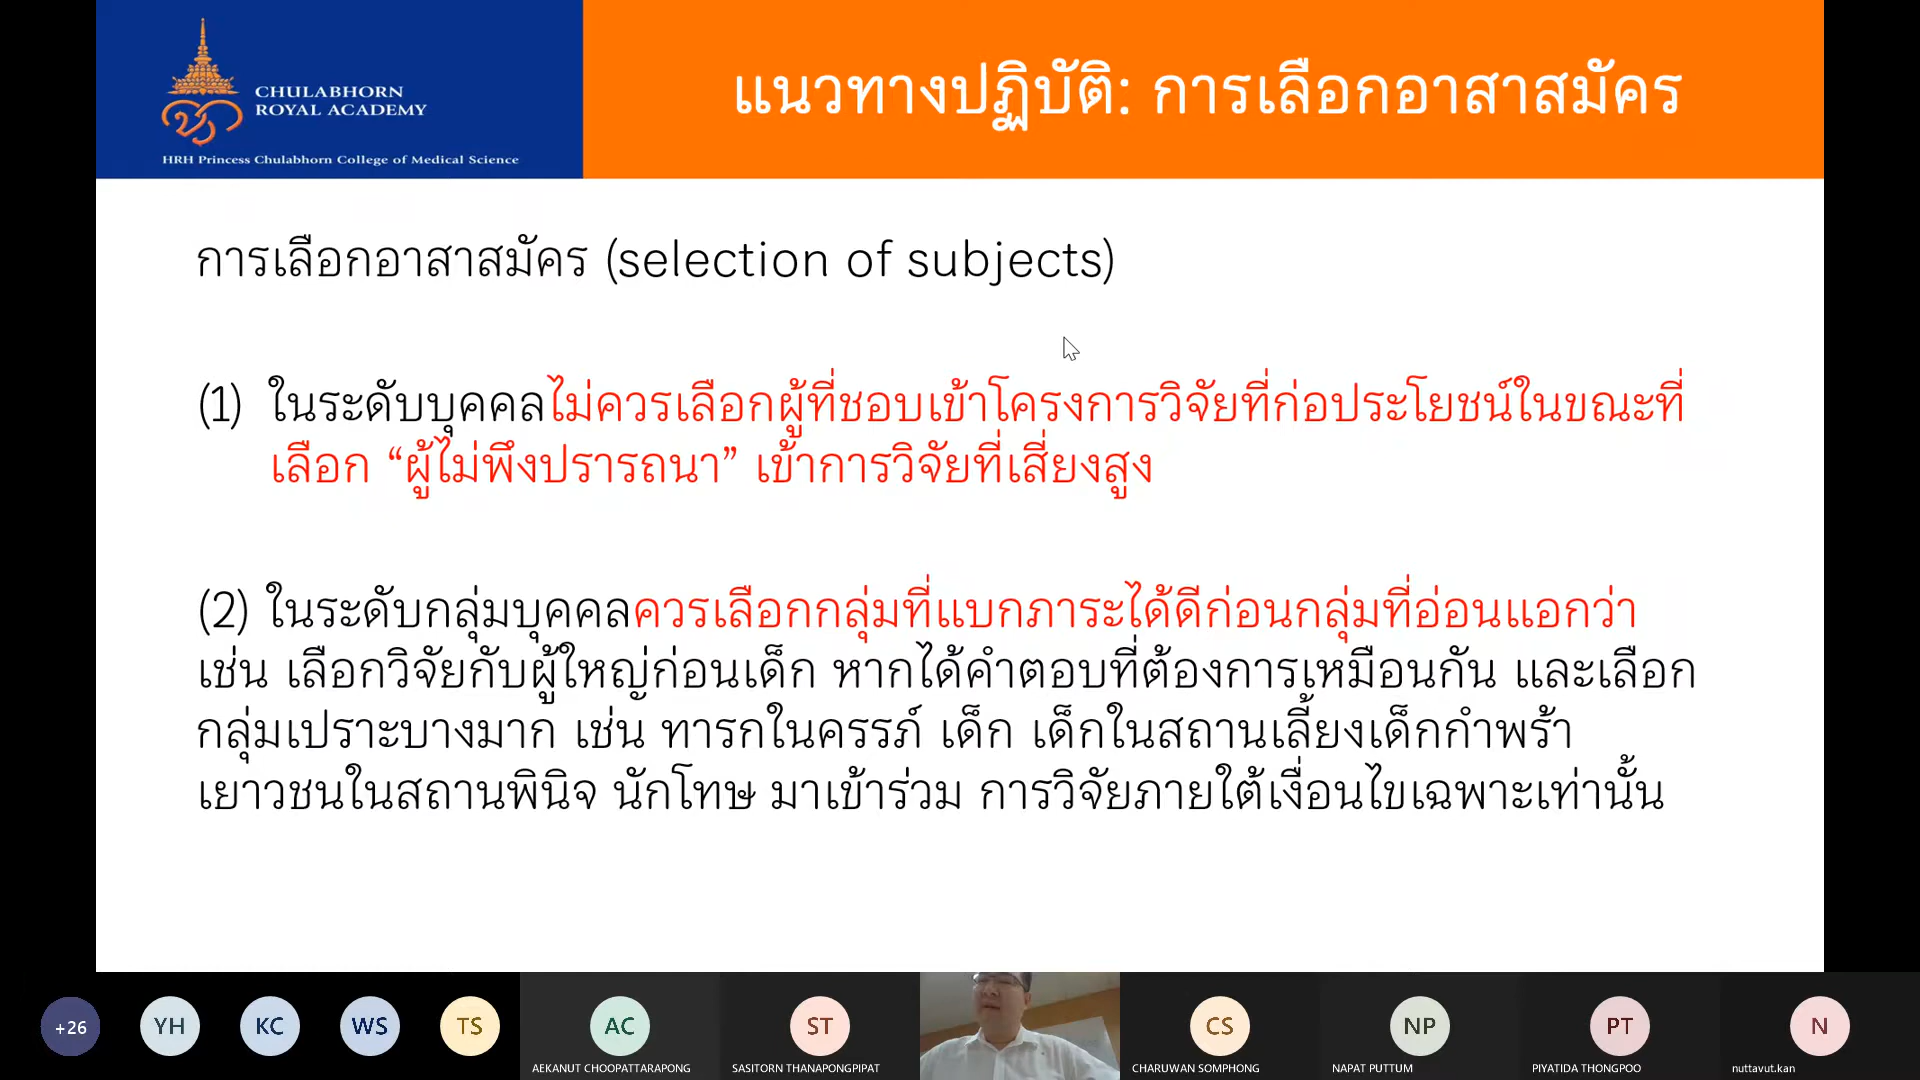 CHULABHORN
ROYAL ACADEMY
HRH Princess Chulabhorn College of Medical Science
แนวทางปฏิบัติ: การเลือกอาสาสมัคร
การเลือกอาสาสมัคร (selection of subjects)
(1) ในระดับบุคคลไม่ควรเลือกผู้ที่ชอบเข้าโครงการวิจัยที่ก่อประโยชน์ในขณะที่
เลือก “ผู้ไม่พึงปรารถนา” เข้าการวิจัยที่เสี่ยงสูง
(2) ในระดับกลุ่มบุคคลควรเลือกกลุ่มที่แบกภาระได้ดีก่อนกลุ่มที่อ่อนแอกว่า
เช่น เลือกวิจัยกับผู้ใหญ่ก่อนเด็ก หากได้คำตอบที่ต้องการเหมือนกัน และเลือก
กลุ่มเปราะบางมาก เช่น ทารกในครรภ์ เด็ก เด็กในสถานเลี้ยงเด็กกำพร้า
เยาวชนในสถานพินิจ นักโทษ มาเข้าร่วม การวิจัยภายใต้เงื่อนไขเฉพาะเท่านั้น
+26
YH
KC
WS
TS
AC
ST
CS
NP
PT
N
AEKANUT CHOOPATTARAPONG
SASITORN THANAPONGPIPAT
CHARUWAN SOMPHONG
NAPAT PUTTUM
PIYATIDA THONGPOO
nuttavut.kan